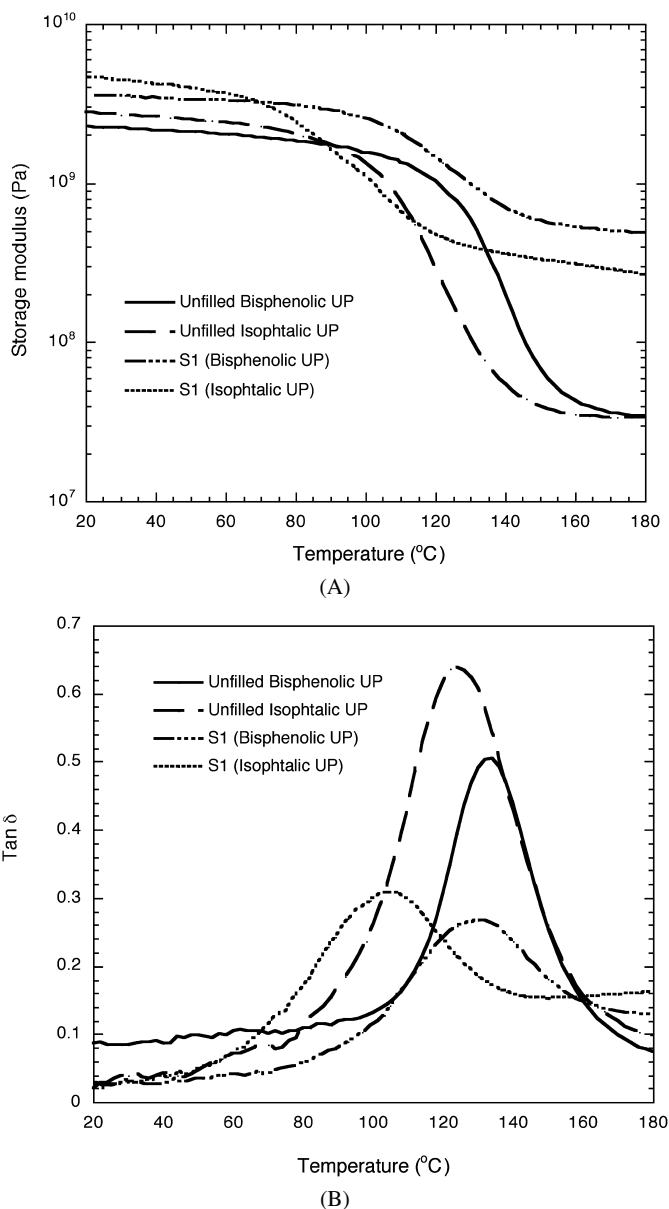 10^10
10^9
10^8
10^7
Storage modulus (Pa)
Unfilled Bisphenolic UP
Unfilled Isophtalic UP
S1 (Bisphenolic UP)
S1 (Isophtalic UP)
20 40 60 80 100 120 140 160 180
Temperature (°C)
(A)
0.7
0.6
0.5
0.4
0.3
0.2
0.1
0
Tan δ
Unfilled Bisphenolic UP
Unfilled Isophtalic UP
S1 (Bisphenolic UP)
S1 (Isophtalic UP)
20 40 60 80 100 120 140 160 180
Temperature (°C)
(B)